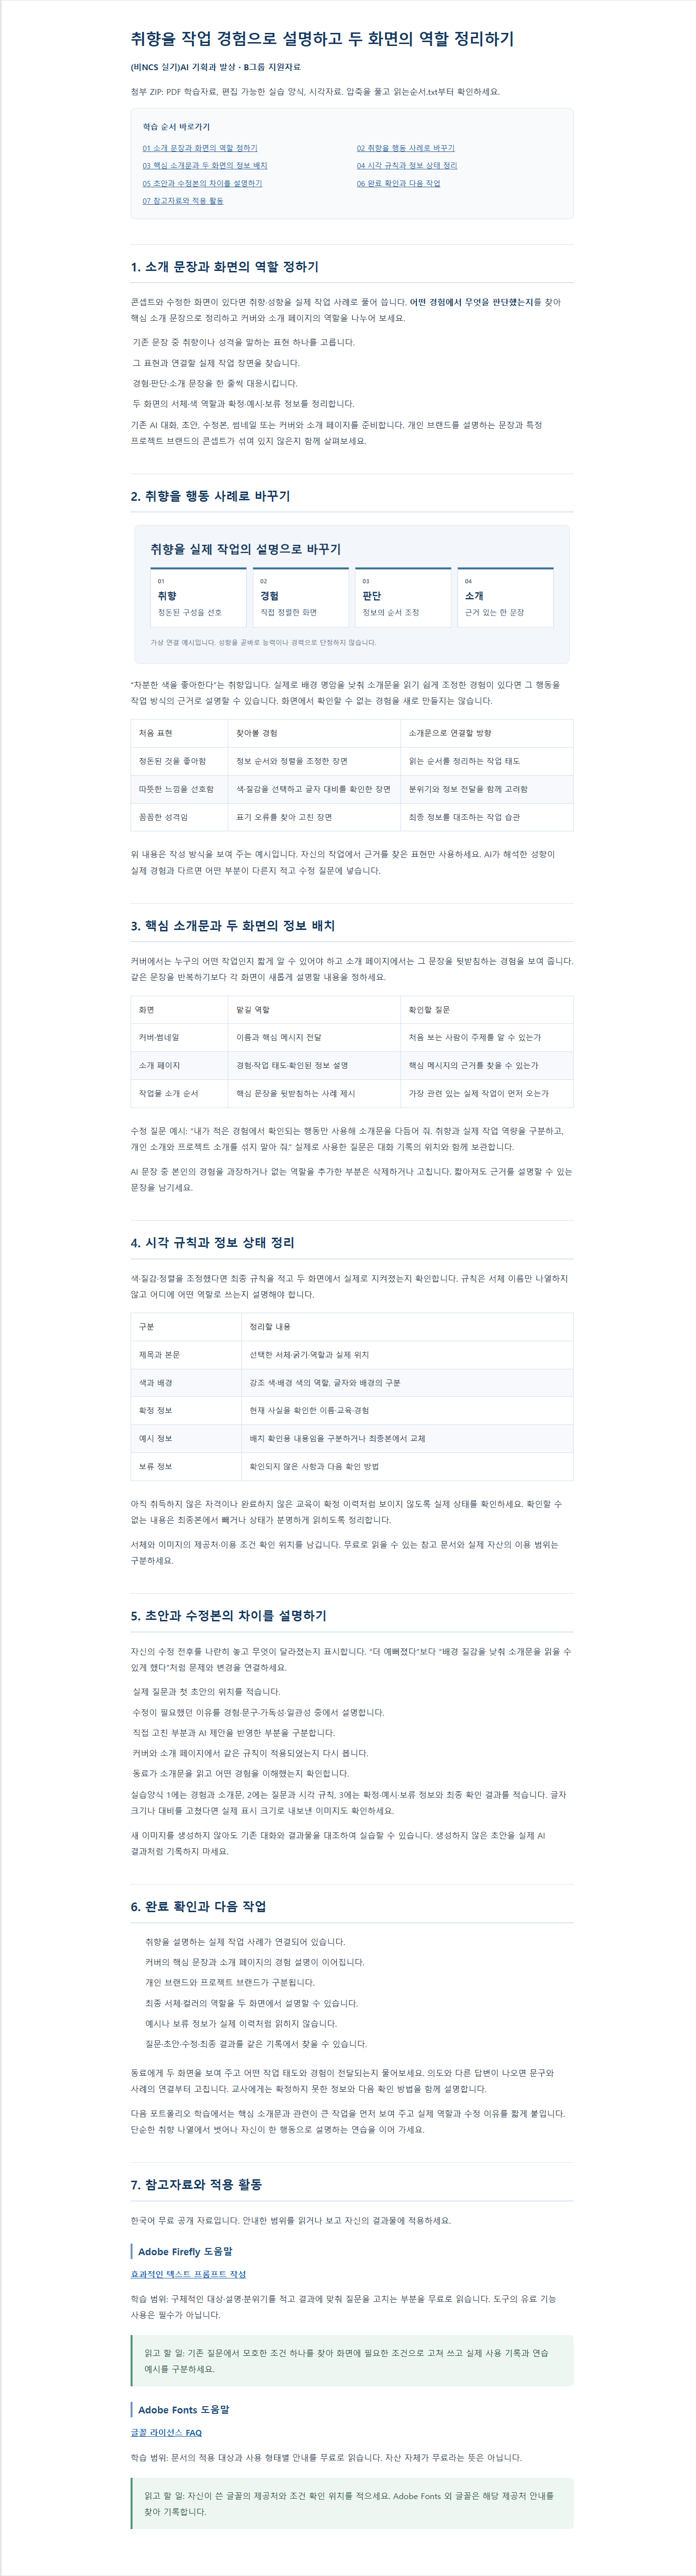 취향을 작업 경험으로 설명하고 두 화면의 역할 정리하기
(비NCS 실기)AI 기획과 발상 · B그룹 지원자료
첨부 ZIP: PDF 학습자료, 편집 가능한 실습 양식, 시각자료. 압축을 풀고 읽는순서.txt부터 확인하세요.
학습 순서 바로가기
01 소개 문장과 화면의 역할 정하기
02 취향을 행동 사례로 바꾸기
03 핵심 소개문과 두 화면의 정보 배치
04 시각 규칙과 정보 상태 정리
05 초안과 수정본의 차이를 설명하기
06 완료 확인과 다음 작업
07 참고자료와 적용 활동
1. 소개 문장과 화면의 역할 정하기
콘셉트와 수정한 화면이 있다면 취향·성향을 실제 작업 사례로 풀어 씁니다. 어떤 경험에서 무엇을 판단했는지를 찾아
핵심 소개 문장으로 정리하고 커버와 소개 페이지의 역할을 나누어 보세요.
기존 문장 중 취향이나 성격을 말하는 표현 하나를 고릅니다.
그 표현과 연결할 실제 작업 장면을 찾습니다.
경험·판단·소개 문장을 한 줄씩 대응시킵니다.
두 화면의 서체·색 역할과 확정·예시·보류 정보를 정리합니다.
기존 AI 대화, 초안, 수정본, 썸네일 또는 커버와 소개 페이지를 준비합니다. 개인 브랜드를 설명하는 문장과 특정
프로젝트 브랜드의 콘셉트가 섞여 있지 않은지 함께 살펴보세요.
2. 취향을 행동 사례로 바꾸기
취향을 실제 작업의 설명으로 바꾸기
01
취향
정돈된 구성을 선호
02
경험
직접 정렬한 화면
03
판단
정보의 순서 조정
04
소개
근거 있는 한 문장
가상 연결 예시입니다. 성향을 곧바로 능력이나 경력으로 단정하지 않습니다.
“차분한 색을 좋아한다”는 취향입니다. 실제로 배경 명암을 낮춰 소개문을 읽기 쉽게 조정한 경험이 있다면 그 행동을
작업 방식의 근거로 설명할 수 있습니다. 화면에서 확인할 수 없는 경험을 새로 만들지는 않습니다.
처음 표현 찾아볼 경험 소개문으로 연결할 방향
정돈된 것을 좋아함 정보 순서와 정렬을 조정한 장면 읽는 순서를 정리하는 작업 태도
따뜻한 느낌을 선호함 색·질감을 선택하고 글자 대비를 확인한 장면 분위기와 정보 전달을 함께 고려함
꼼꼼한 성격임 표기 오류를 찾아 고친 장면 최종 정보를 대조하는 작업 습관
위 내용은 작성 방식을 보여 주는 예시입니다. 자신의 작업에서 근거를 찾은 표현만 사용하세요. AI가 해석한 성향이
실제 경험과 다르면 어떤 부분이 다른지 적고 수정 질문에 넣습니다.
3. 핵심 소개문과 두 화면의 정보 배치
커버에서는 누구의 어떤 작업인지 짧게 알 수 있어야 하고 소개 페이지에서는 그 문장을 뒷받침하는 경험을 보여 줍니다.
같은 문장을 반복하기보다 각 화면이 새롭게 설명할 내용을 정하세요.
화면 맡길 역할 확인할 질문
커버·썸네일 이름과 핵심 메시지 전달 처음 보는 사람이 주제를 알 수 있는가
소개 페이지 경험·작업 태도·확인된 정보 설명 핵심 메시지의 근거를 찾을 수 있는가
작업물 소개 순서 핵심 문장을 뒷받침하는 사례 제시 가장 관련 있는 실제 작업이 먼저 오는가
수정 질문 예시: “내가 적은 경험에서 확인되는 행동만 사용해 소개문을 다듬어 줘. 취향과 실제 작업 역량을 구분하고,
개인 소개와 프로젝트 소개를 섞지 말아 줘.” 실제로 사용한 질문은 대화 기록의 위치와 함께 보관합니다.
AI 문장 중 본인의 경험을 과장하거나 없는 역할을 추가한 부분은 삭제하거나 고칩니다. 짧아져도 근거를 설명할 수 있는
문장을 남기세요.
4. 시각 규칙과 정보 상태 정리
색·질감·정렬을 조정했다면 최종 규칙을 적고 두 화면에서 실제로 지켜졌는지 확인합니다. 규칙은 서체 이름만 나열하지
않고 어디에 어떤 역할로 쓰는지 설명해야 합니다.
구분 정리할 내용
제목과 본문 선택한 서체·굵기·역할과 실제 위치
색과 배경 강조 색·배경 색의 역할, 글자와 배경의 구분
확정 정보 현재 사실을 확인한 이름·교육·경험
예시 정보 배치 확인용 내용임을 구분하거나 최종본에서 교체
보류 정보 확인되지 않은 사항과 다음 확인 방법
아직 취득하지 않은 자격이나 완료하지 않은 교육이 확정 이력처럼 보이지 않도록 실제 상태를 확인하세요. 확인할 수
없는 내용은 최종본에서 빼거나 상태가 분명하게 읽히도록 정리합니다.
서체와 이미지의 제공처·이용 조건 확인 위치를 남깁니다. 무료로 읽을 수 있는 참고 문서와 실제 자산의 이용 범위는
구분하세요.
5. 초안과 수정본의 차이를 설명하기
자신의 수정 전후를 나란히 놓고 무엇이 달라졌는지 표시합니다. “더 예뻐졌다”보다 “배경 질감을 낮춰 소개문을 읽을 수
있게 했다”처럼 문제와 변경을 연결하세요.
실제 질문과 첫 초안의 위치를 적습니다.
수정이 필요했던 이유를 경험·문구·가독성·일관성 중에서 설명합니다.
직접 고친 부분과 AI 제안을 반영한 부분을 구분합니다.
커버와 소개 페이지에서 같은 규칙이 적용되었는지 다시 봅니다.
동료가 소개문을 읽고 어떤 경험을 이해했는지 확인합니다.
실습양식 1에는 경험과 소개문, 2에는 질문과 시각 규칙, 3에는 확정·예시·보류 정보와 최종 확인 결과를 적습니다. 글자
크기나 대비를 고쳤다면 실제 표시 크기로 내보낸 이미지도 확인하세요.
새 이미지를 생성하지 않아도 기존 대화와 결과물을 대조하여 실습할 수 있습니다. 생성하지 않은 초안을 실제 AI
결과처럼 기록하지 마세요.
6. 완료 확인과 다음 작업
취향을 설명하는 실제 작업 사례가 연결되어 있습니다.
커버의 핵심 문장과 소개 페이지의 경험 설명이 이어집니다.
개인 브랜드와 프로젝트 브랜드가 구분됩니다.
최종 서체·컬러의 역할을 두 화면에서 설명할 수 있습니다.
예시나 보류 정보가 실제 이력처럼 읽히지 않습니다.
질문·초안·수정·최종 결과를 같은 기록에서 찾을 수 있습니다.
동료에게 두 화면을 보여 주고 어떤 작업 태도와 경험이 전달되는지 물어보세요. 의도와 다른 답변이 나오면 문구와
사례의 연결부터 고칩니다. 교사에게는 확정하지 못한 정보와 다음 확인 방법을 함께 설명합니다.
다음 포트폴리오 학습에서는 핵심 소개문과 관련이 큰 작업을 먼저 보여 주고 실제 역할과 수정 이유를 짧게 붙입니다.
단순한 취향 나열에서 벗어나 자신이 한 행동으로 설명하는 연습을 이어 가세요.
7. 참고자료와 적용 활동
한국어 무료 공개 자료입니다. 안내한 범위를 읽거나 보고 자신의 결과물에 적용하세요.
Adobe Firefly 도움말
효과적인 텍스트 프롬프트 작성
학습 범위: 구체적인 대상·설명·분위기를 적고 결과에 맞춰 질문을 고치는 부분을 무료로 읽습니다. 도구의 유료 기능
사용은 필수가 아닙니다.
읽고 할 일: 기존 질문에서 모호한 조건 하나를 찾아 화면에 필요한 조건으로 고쳐 쓰고 실제 사용 기록과 연습
예시를 구분하세요.
Adobe Fonts 도움말
글꼴 라이선스 FAQ
학습 범위: 문서의 적용 대상과 사용 형태별 안내를 무료로 읽습니다. 자산 자체가 무료라는 뜻은 아닙니다.
읽고 할 일: 자신이 쓴 글꼴의 제공처와 조건 확인 위치를 적으세요. Adobe Fonts 외 글꼴은 해당 제공처 안내를
찾아 기록합니다.